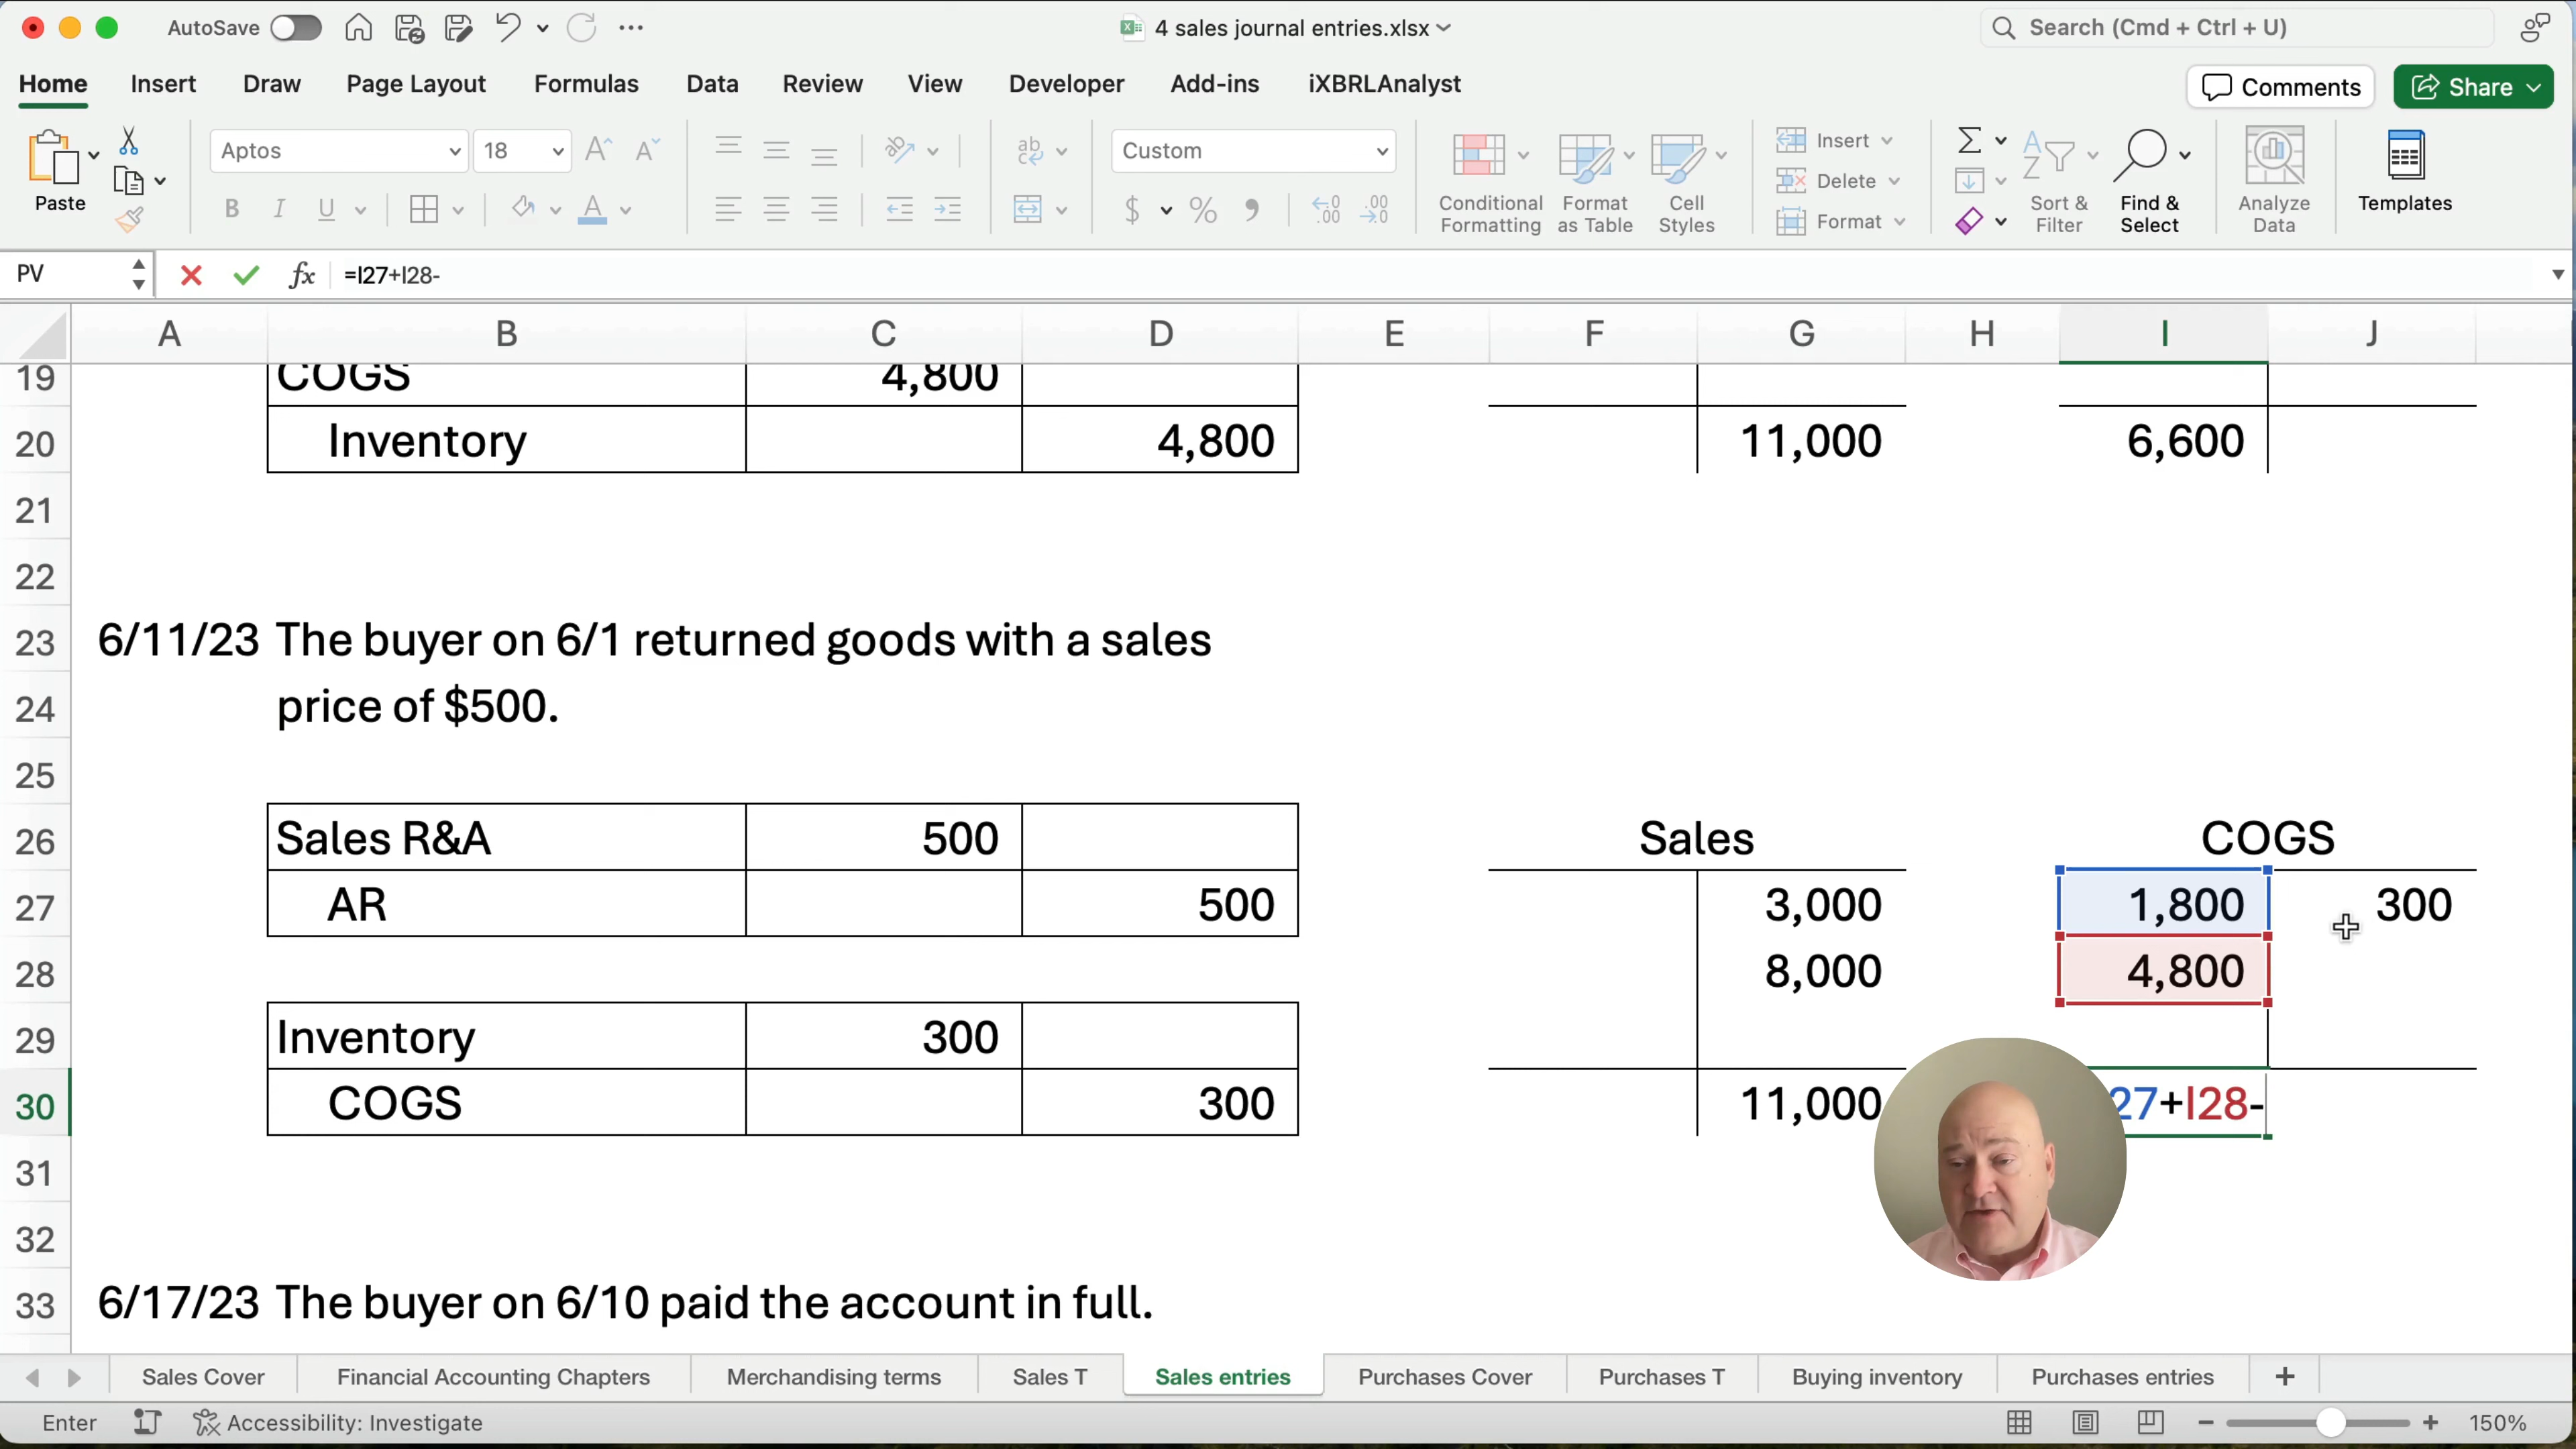 AutoSave
4 sales journal entries.xlsx
Search (Cmd + Ctrl + U)
Home Insert Draw Page Layout Formulas Data Review View Developer Add-ins iXBRLAnalyst
Comments Share
Paste
Aptos 18
B I U
ab
Custom
$ % 9
Conditional Formatting
Format as Table
Cell Styles
Insert
Delete
Format
Sort & Filter
Find & Select
Analyze Data
Templates
PV fx =I27+I28-
A B C D E F G H I J
19 COGS 4,800
20 Inventory 4,800 11,000 6,600
21
22
23 6/11/23 The buyer on 6/1 returned goods with a sales
24 price of $500.
25
26 Sales R&A 500 Sales COGS
27 AR 500 3,000 1,800 300
28 8,000 4,800
29 Inventory 300
30 COGS 300 11,000 27+I28-
31
32
33 6/17/23 The buyer on 6/10 paid the account in full.
Sales Cover Financial Accounting Chapters Merchandising terms Sales T Sales entries Purchases Cover Purchases T Buying inventory Purchases entries +
Enter Accessibility: Investigate 150%